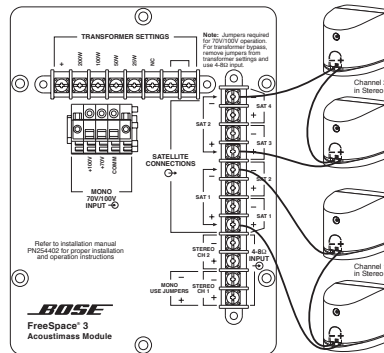 TRANSFORMER SETTINGS
+
200W
100W
50W
25W
NC
Note: Jumpers required
for 70V/100V operation.
For transformer bypass,
remove jumpers from
transformer settings and
use 4-8Ω input.
+100V
+70V
COMM
MONO
70V/100V
INPUT
SATELLITE
CONNECTIONS
SAT 2
SAT 1
− SAT 4
+
− SAT 3
+
− SAT 2
+
− SAT 1
+
STEREO
CH 2
−
+
4-8Ω
INPUT
MONO
USE JUMPERS
−
+
STEREO
CH 1
−
+
Refer to installation manual
PN254402 for proper installation
and operation instructions
BOSE
FreeSpace® 3
Acoustimass Module
Channel 2
in Stereo
Channel
in Stereo